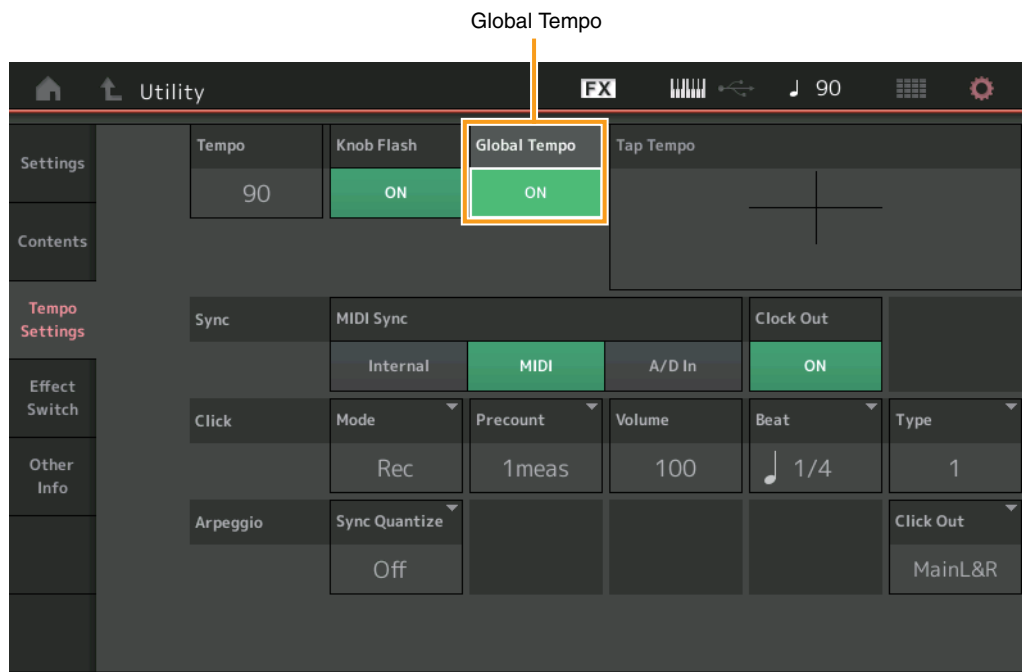 Global Tempo
Utility FX 90
Settings
Contents
Tempo
Settings
Effect
Switch
Other
Info
Tempo Knob Flash Global Tempo Tap Tempo
90 ON ON
Sync MIDI Sync Clock Out
Internal MIDI A/D In ON
Click Mode Precount Volume Beat Type
Rec 1meas 100 1/4 1
Arpeggio Sync Quantize Click Out
Off MainL&R